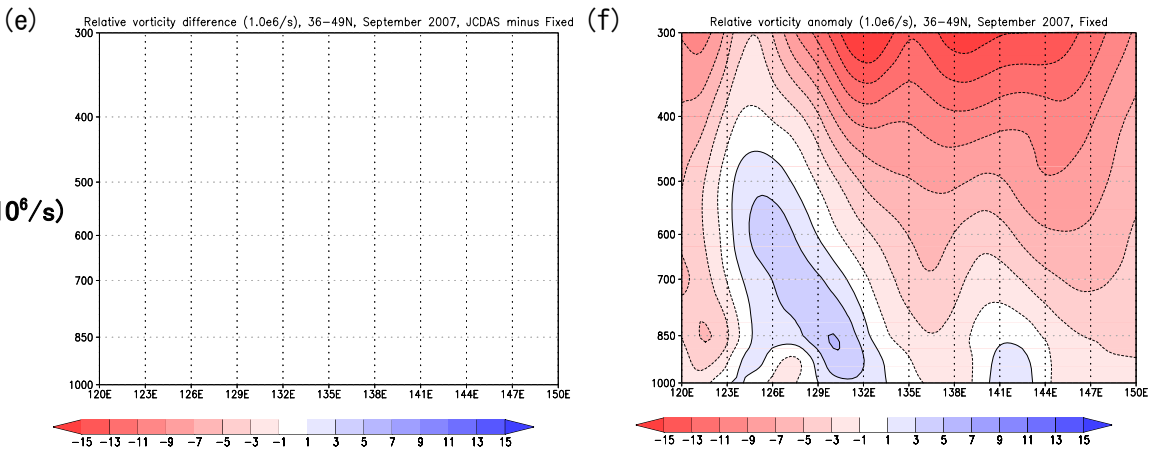 (e) Relative vorticity difference (1.0e6/s), 36-49N, September 2007, JCDAS minus Fixed
300
400
500
600
700
850
1000
120E 123E 126E 129E 132E 135E 138E 141E 144E 147E 150E
-15 -13 -11 -9 -7 -5 -3 -1 1 3 5 7 9 11 13 15
0⁶/s)
(f) Relative vorticity anomaly (1.0e6/s), 36-49N, September 2007, Fixed
300
400
500
600
700
850
1000
120E 123E 126E 129E 132E 135E 138E 141E 144E 147E 150E
-15 -13 -11 -9 -7 -5 -3 -1 1 3 5 7 9 11 13 15